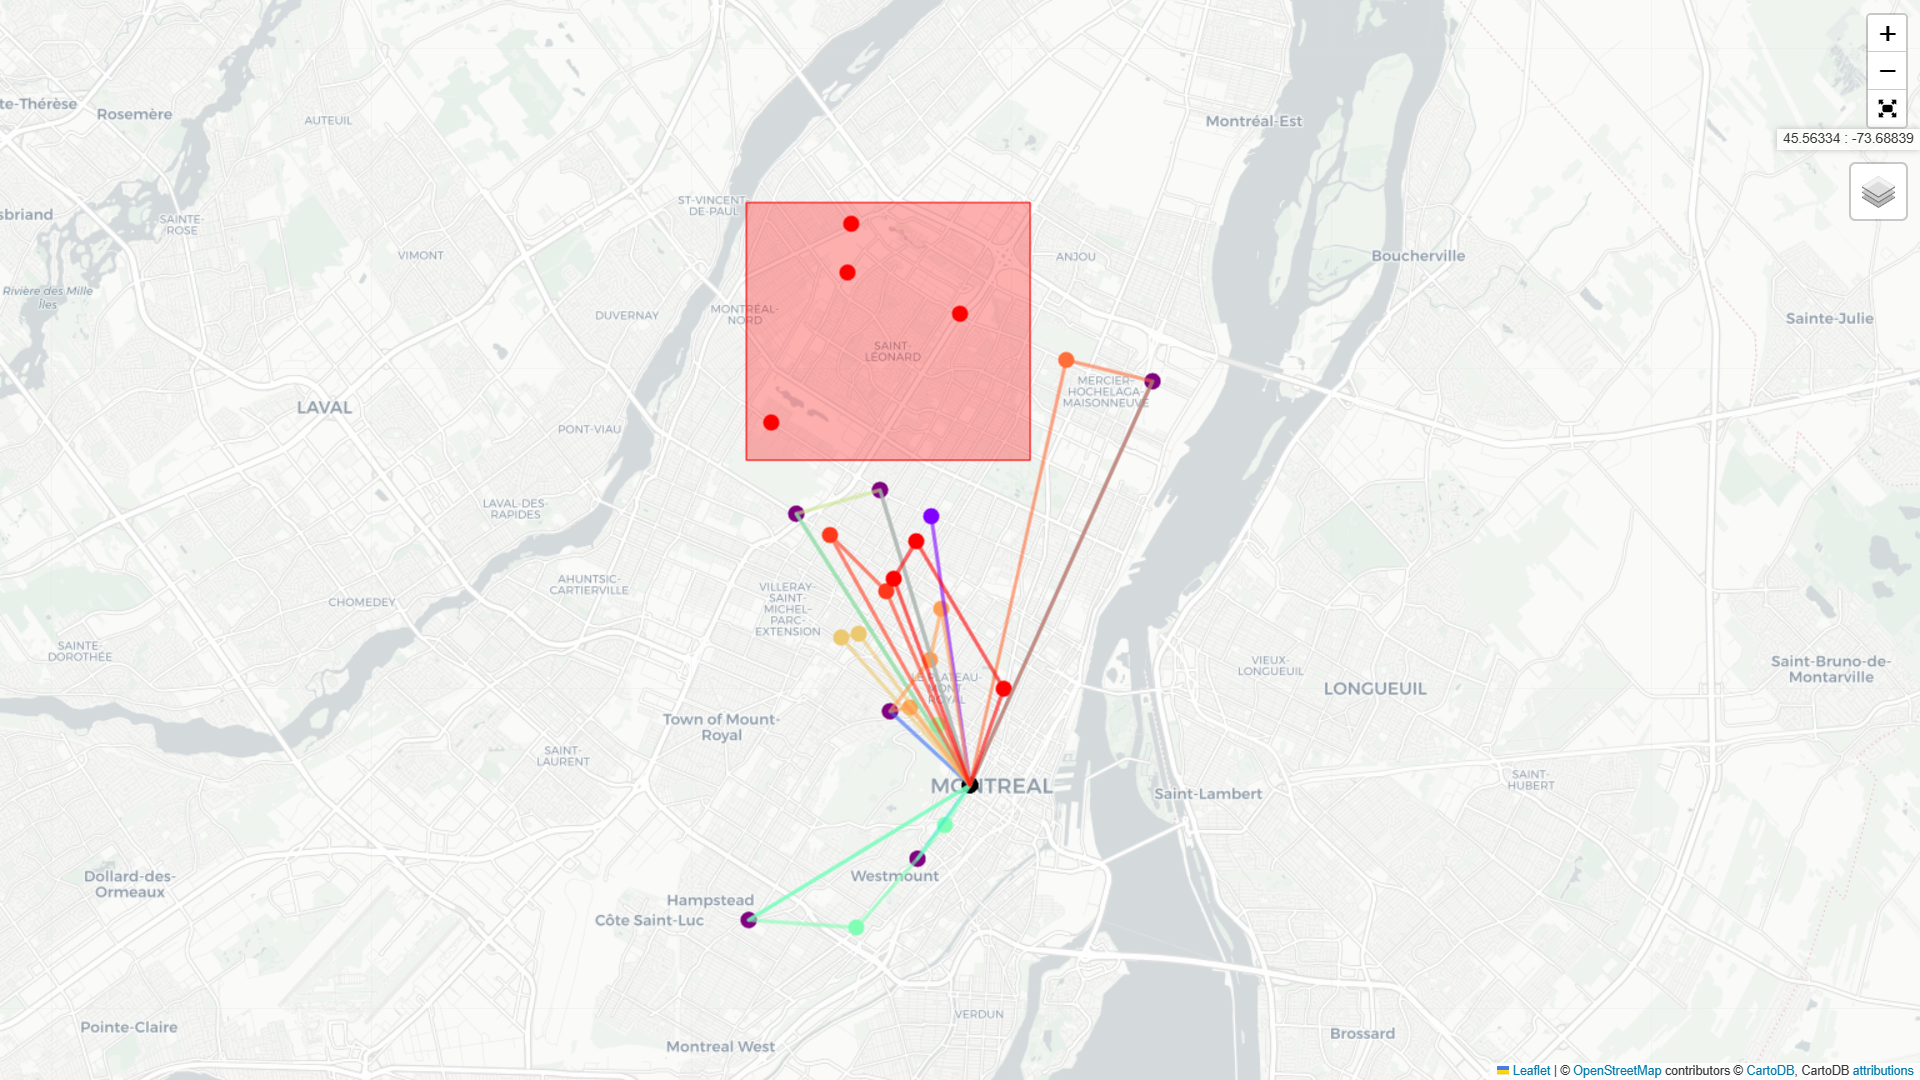 +
−
45.56334 : -73.68839
te-Thérèse
Rosemère
AUTEUIL
Montréal-Est
sbriand
SAINTE-
ROSE
ST-VINCENT-
DE-PAUL
VIMONT
ANJOU
Boucherville
Rivière des Mille
Îles
DUVERNAY
MONTRÉAL-
NORD
Sainte-Julie
SAINT-
LÉONARD
MERCIER-
HOCHELAGA-
MAISONNEUVE
LAVAL
PONT-VIAU
LAVAL-DES-
RAPIDES
AHUNTSIC-
CARTIERVILLE
VILLERAY-
SAINT-
MICHEL-
PARC-
EXTENSION
CHOMEDEY
SAINTE-
DOROTHÉE
VIEUX-
LONGUEUIL
Saint-Bruno-de-
Montarville
LE PLATEAU-
MONT-
ROYAL
LONGUEUIL
Town of Mount-
Royal
SAINT-
LAURENT
MONTREAL
SAINT-
HUBERT
Saint-Lambert
Dollard-des-
Ormeaux
Westmount
Hampstead
Côte Saint-Luc
VERDUN
Pointe-Claire
Brossard
Montreal West
Leaflet | © OpenStreetMap contributors © CartoDB, CartoDB attributions